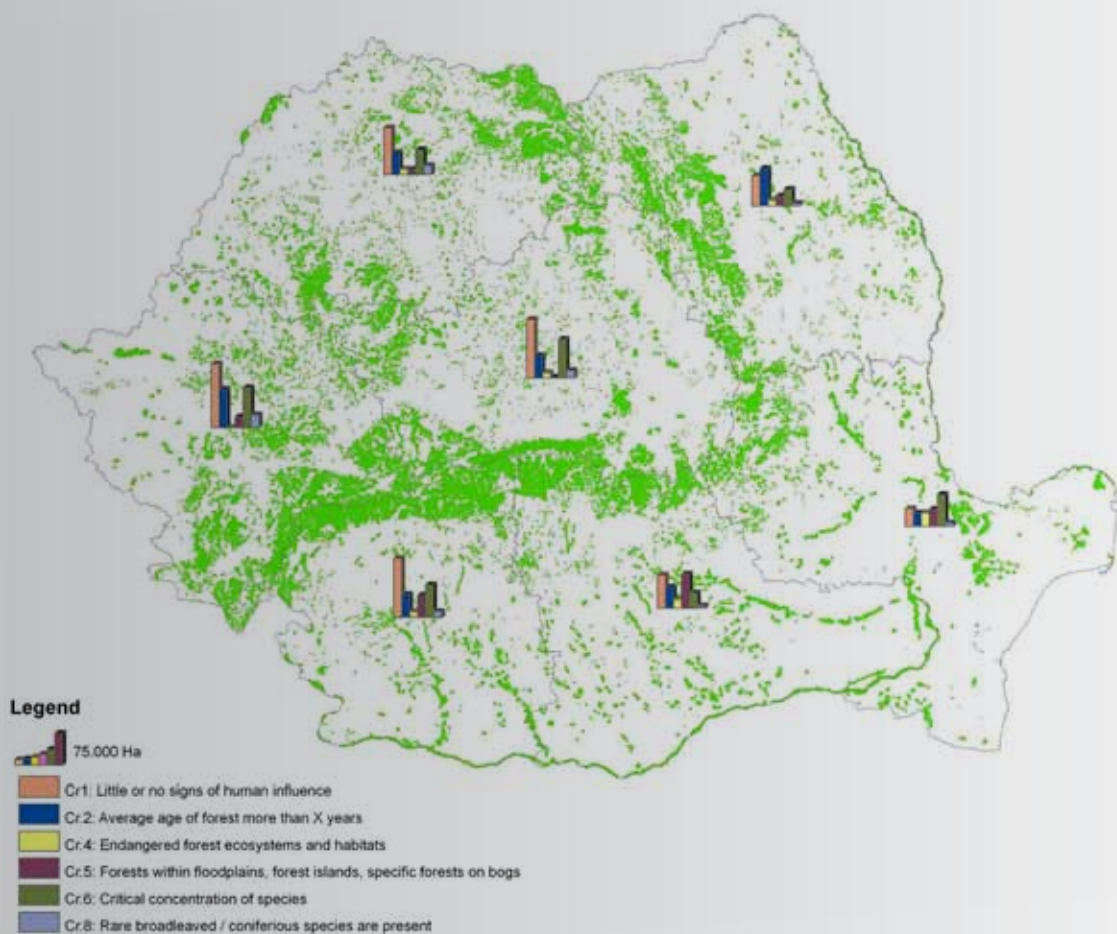 Legend
75.000 Ha
Cr1: Little or no signs of human influence
Cr.2: Average age of forest more than X years
Cr.4: Endangered forest ecosystems and habitats
Cr.5: Forests within floodplains, forest islands, specific forests on bogs
Cr.6: Critical concentration of species
Cr.8: Rare broadleaved / coniferious species are present